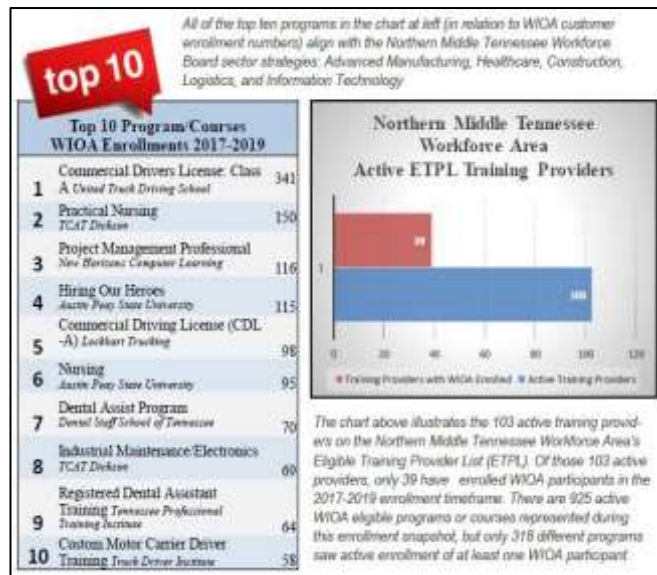 All of the top ten programs in the chart at left (in relation to WIOA customer
enrollment numbers) align with the Northern Middle Tennessee Workforce
Board sector strategies: Advanced Manufacturing, Healthcare, Construction,
Logistics, and Information Technology
top 10
Top 10 Program/Courses
WIOA Enrollments 2017-2019
1 Commercial Drivers License: Class
A United Truck Driving School 341
2 Practical Nursing
TCAT Dickson 150
3 Project Management Professional
New Horizons Computer Learning 116
4 Hiring Our Heroes
Austin Peay State University 115
5 Commercial Driving License (CDL
-A) Lockhart Trucking 98
6 Nursing
Austin Peay State University 95
7 Dental Assist Program
Dental Staff School of Tennessee 70
8 Industrial Maintenance/Electronics
TCAT Dickson 69
9 Registered Dental Assistant
Training Tennessee Professional
Training Institute 64
10 Custom Motor Carrier Driver
Training Truck Driver Institute 58
Northern Middle Tennessee
Workforce Area
Active ETPL Training Providers
39
1
103
0 20 40 60 80 100 120
Training Providers with WIOA Enrolled Active Training Providers
The chart above illustrates the 103 active training provid-
ers on the Northern Middle Tennessee Workforce Area's
Eligible Training Provider List (ETPL). Of those 103 active
providers, only 39 have enrolled WIOA participants in the
2017-2019 enrollment timeframe. There are 925 active
WIOA eligible programs or courses represented during
this enrollment snapshot, but only 318 different programs
saw active enrollment of at least one WIOA participant